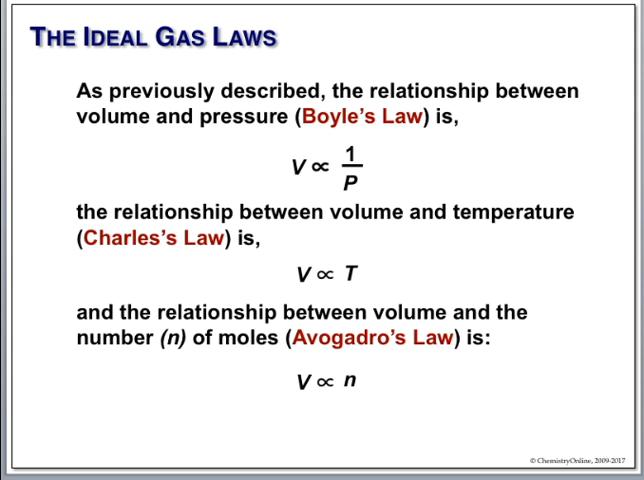 THE IDEAL GAS LAWS
As previously described, the relationship between
volume and pressure (Boyle's Law) is,
V ∝ 1/P
the relationship between volume and temperature
(Charles's Law) is,
V ∝ T
and the relationship between volume and the
number (n) of moles (Avogadro's Law) is:
V ∝ n
© ChemistryOnline, 2009-2017